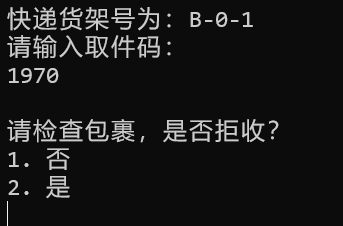 快递货架号为：B-0-1
请输入取件码：
1970
请检查包裹，是否拒收？
1. 否
2. 是